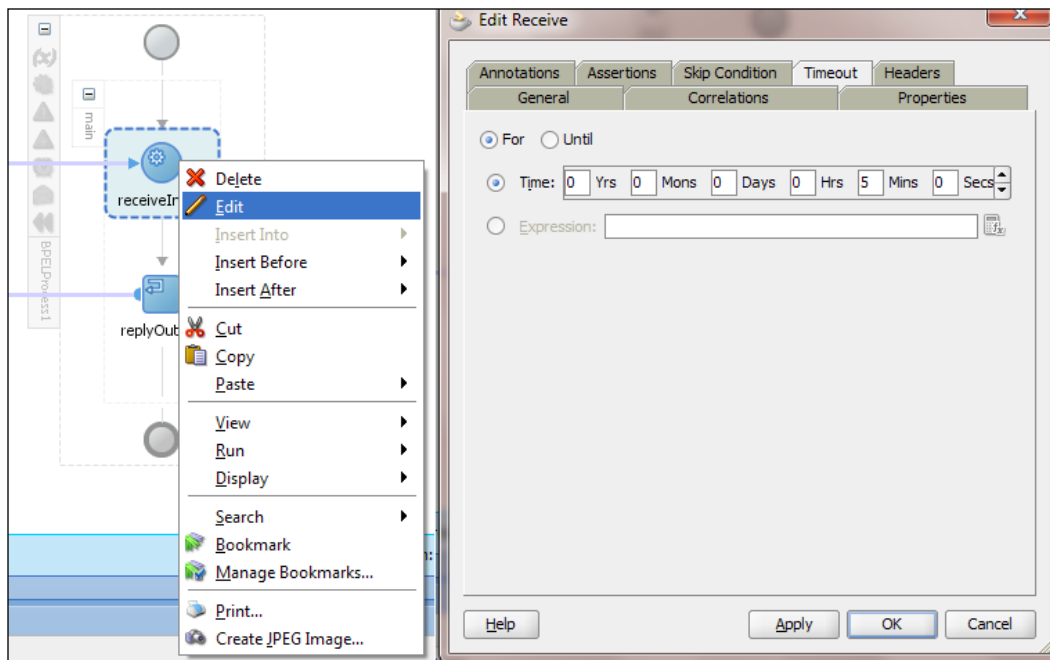 main
receiveIn
replyOut
BPELProcess1
Delete
Edit
Insert Into
Insert Before
Insert After
Cut
Copy
Paste
View
Run
Display
Search
Bookmark
Manage Bookmarks...
Print...
Create JPEG Image...
n:
Edit Receive
Annotations Assertions Skip Condition Timeout Headers
General Correlations Properties
For Until
Time: 0 Yrs 0 Mons 0 Days 0 Hrs 5 Mins 0 Secs
Expression:
Help Apply OK Cancel